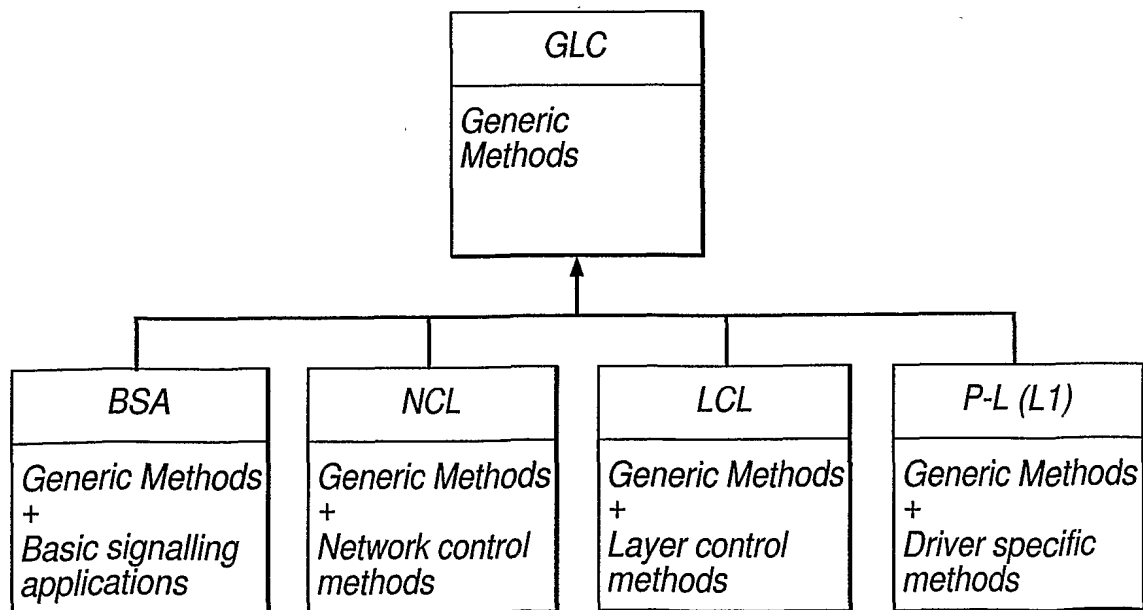 GLC
Generic
Methods
BSA
Generic Methods
+
Basic signalling
applications
NCL
Generic Methods
+
Network control
methods
LCL
Generic Methods
+
Layer control
methods
P-L (L1)
Generic Methods
+
Driver specific
methods